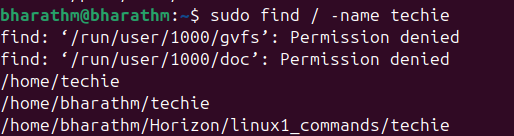 bharathm@bharathm:~$ sudo find / -name techie
find: ‘/run/user/1000/gvfs’: Permission denied
find: ‘/run/user/1000/doc’: Permission denied
/home/techie
/home/bharathm/techie
/home/bharathm/Horizon/linux1_commands/techie